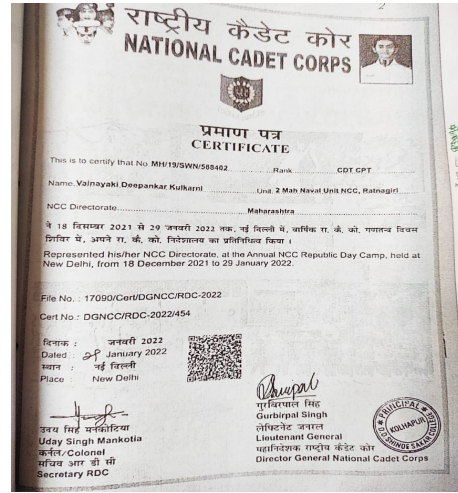 राष्ट्रीय कैडेट कोर
NATIONAL CADET CORPS
प्रमाण पत्र
CERTIFICATE
This is to certify that No. MH/19/SWN/588402 Rank CDT CPT
Name. Vainayaki Deepankar Kulkarni Unit. 2 Mah Naval Unit NCC, Ratnagiri
NCC Directorate Maharashtra
ने 18 दिसम्बर 2021 से 29 जनवरी 2022 तक, नई दिल्ली में, वार्षिक रा. कै. को. गणतन्त्र दिवस
शिविर में, अपने रा. कै. को. निदेशालय का प्रतिनिधित्व किया ।
Represented his/her NCC Directorate, at the Annual NCC Republic Day Camp, held at
New Delhi, from 18 December 2021 to 29 January 2022.
File No. : 17090/Cert/DGNCC/RDC-2022
Cert No.: DGNCC/RDC-2022/454
दिनांक : जनवरी 2022
Dated : 28 January 2022
स्थान : नई दिल्ली
Place : New Delhi
उदय सिंह मनकोटिया
Uday Singh Mankotia
कर्नल/Colonel
सचिव आर डी सी
Secretary RDC
गुरबिरपाल सिंह
Gurbirpal Singh
लेफ्टिनेंट जनरल
Lieutenant General
महानिदेशक राष्ट्रीय कैडेट कोर
Director General National Cadet Corps
PRINCIPAL
KOLHAPUR